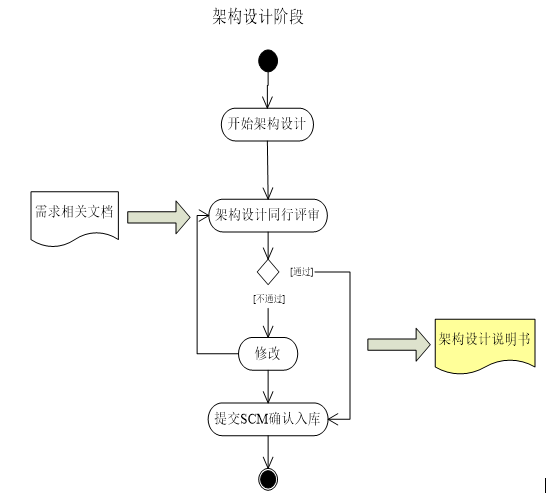 架构设计阶段
开始架构设计
需求相关文档
架构设计同行评审
[通过]
[不通过]
架构设计说明书
修改
提交SCM确认入库